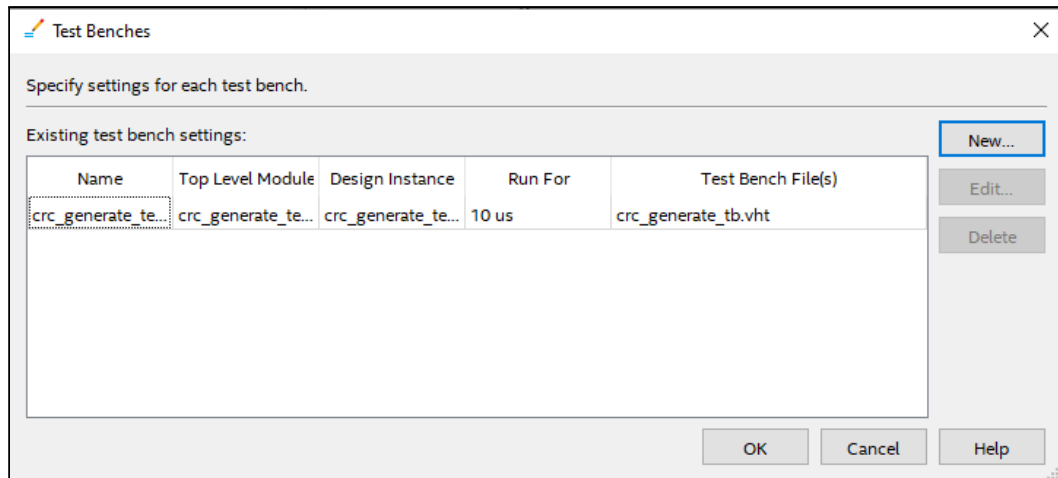 Test Benches
Specify settings for each test bench.
Existing test bench settings:
New...
Name Top Level Module Design Instance Run For Test Bench File(s)
Edit...
crc_generate_te... crc_generate_te... crc_generate_te... 10 us crc_generate_tb.vht
Delete
OK Cancel Help